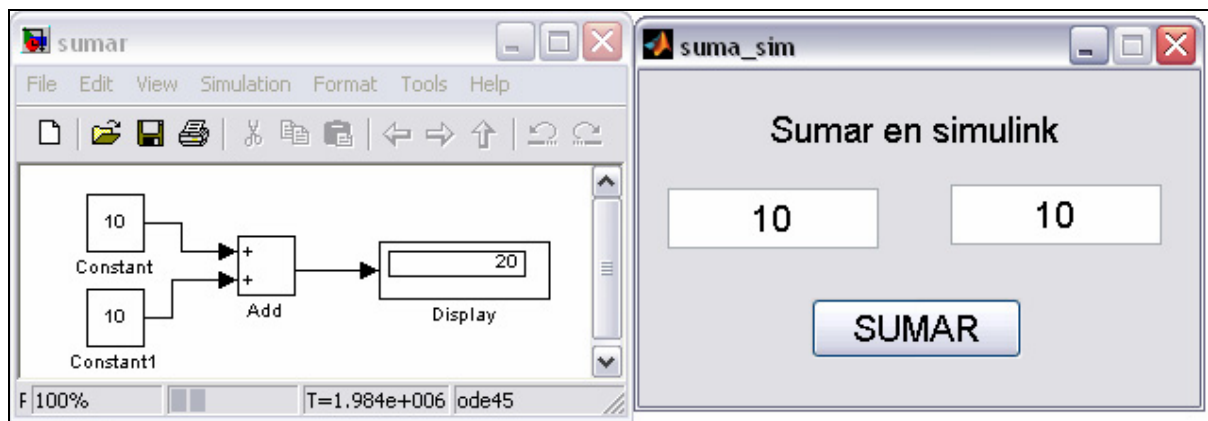 sumar
File Edit View Simulation Format Tools Help
10
Constant
10
Constant1
+
+
Add
20
Display
F 100% T=1.984e+006 ode45
suma_sim
Sumar en simulink
10 10
SUMAR